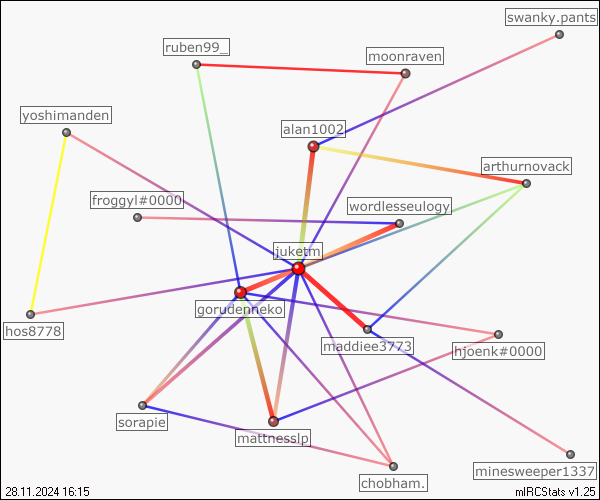 swanky.pants
ruben99_
moonraven
yoshimanden
alan1002
arthurnovack
froggyl#0000
wordlesseulogy
juketm
gorudenneko
hos8778
maddiee3773
hjoenk#0000
sorapie
mattnesslp
minesweeper1337
chobham.
28.11.2024 16:15
mIRCStats v1.25